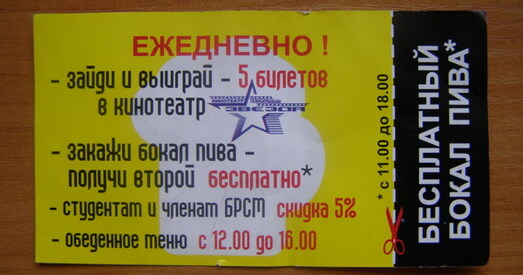 ЕЖЕДНЕВНО !
- зайди и выиграй - 5 билетов
в кинотеатр
ЗВЕЗДА
- закажи бокал пива -
получи второй бесплатно*
- студентам и членам БРСМ скидка 5%
- обеденное меню с 12.00 до 16.00
* с 11.00 до 18.00
БЕСПЛАТНЫЙ
БОКАЛ ПИВА*